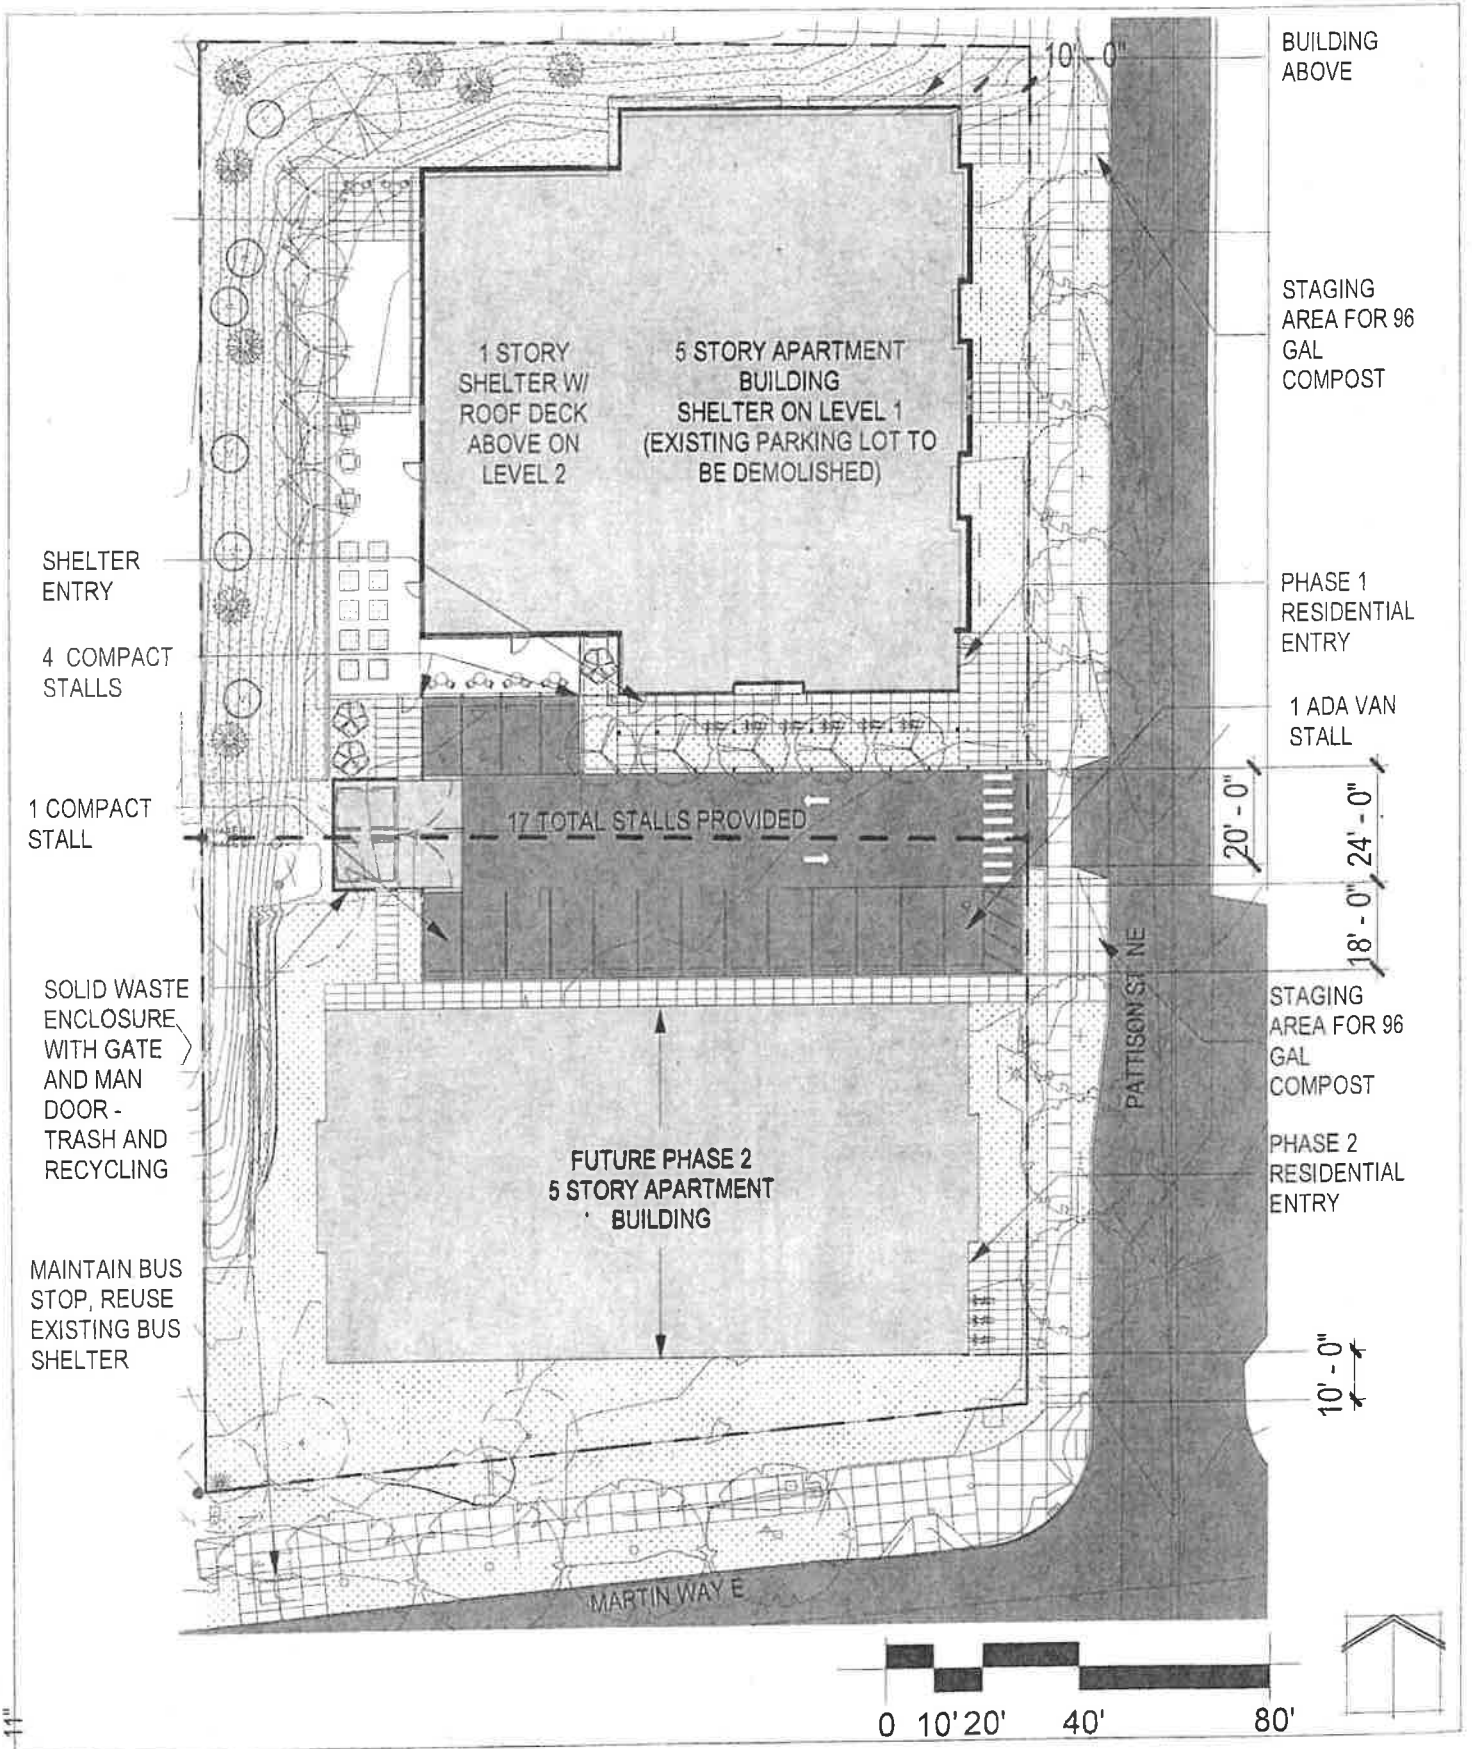 10' - 0"
BUILDING
ABOVE
STAGING
AREA FOR 96
GAL
COMPOST
1 STORY
SHELTER W/
ROOF DECK
ABOVE ON
LEVEL 2
5 STORY APARTMENT
BUILDING
SHELTER ON LEVEL 1
(EXISTING PARKING LOT TO
BE DEMOLISHED)
SHELTER
ENTRY
PHASE 1
RESIDENTIAL
ENTRY
4 COMPACT
STALLS
1 ADA VAN
STALL
1 COMPACT
STALL
17 TOTAL STALLS PROVIDED
20' - 0"
24' - 0"
18' - 0"
PATTISON ST NE
SOLID WASTE
ENCLOSURE
WITH GATE
AND MAN
DOOR -
TRASH AND
RECYCLING
STAGING
AREA FOR 96
GAL
COMPOST
PHASE 2
RESIDENTIAL
ENTRY
FUTURE PHASE 2
5 STORY APARTMENT
BUILDING
MAINTAIN BUS
STOP, REUSE
EXISTING BUS
SHELTER
10' - 0"
MARTIN WAY E
0 10' 20' 40' 80'
11"